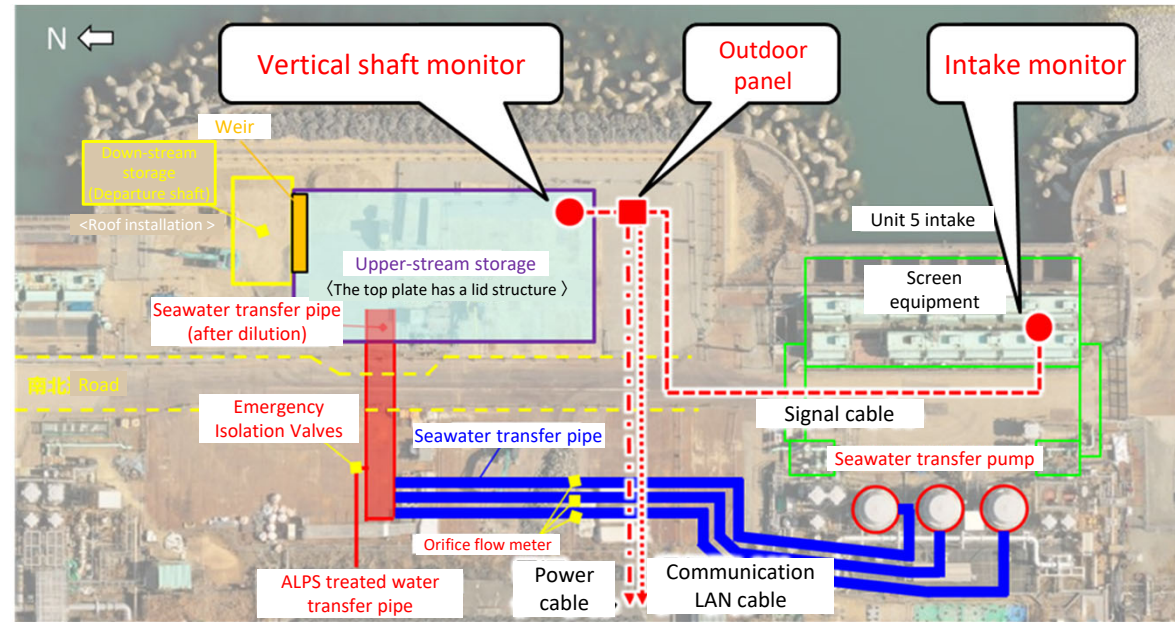 N
Vertical shaft monitor
Outdoor
panel
Intake monitor
Weir
Down-stream
storage
(Departure shaft)
<Roof installation >
Unit 5 intake
Upper-stream storage
〈The top plate has a lid structure 〉
Screen
equipment
Seawater transfer pipe
(after dilution)
南北 Road
Emergency
Isolation Valves
Signal cable
Seawater transfer pipe
Seawater transfer pump
Orifice flow meter
ALPS treated water
transfer pipe
Power
cable
Communication
LAN cable